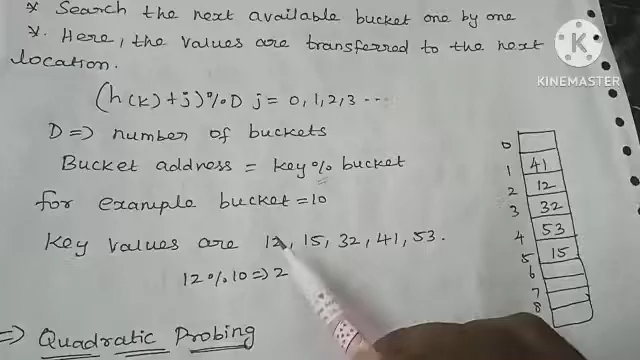 * Search the next available bucket one by one
* Here, the values are transferred to the next
location.
(h(k)+j)%D j = 0,1,2,3 ---
D => number of buckets
Bucket address = key % bucket
for example bucket = 10
Key values are 12, 15, 32, 41, 53.
12 % 10 => 2
=> Quadratic Probing
0
1 41
2 12
3 32
4 53
5 15
6
7
8
KINEMASTER